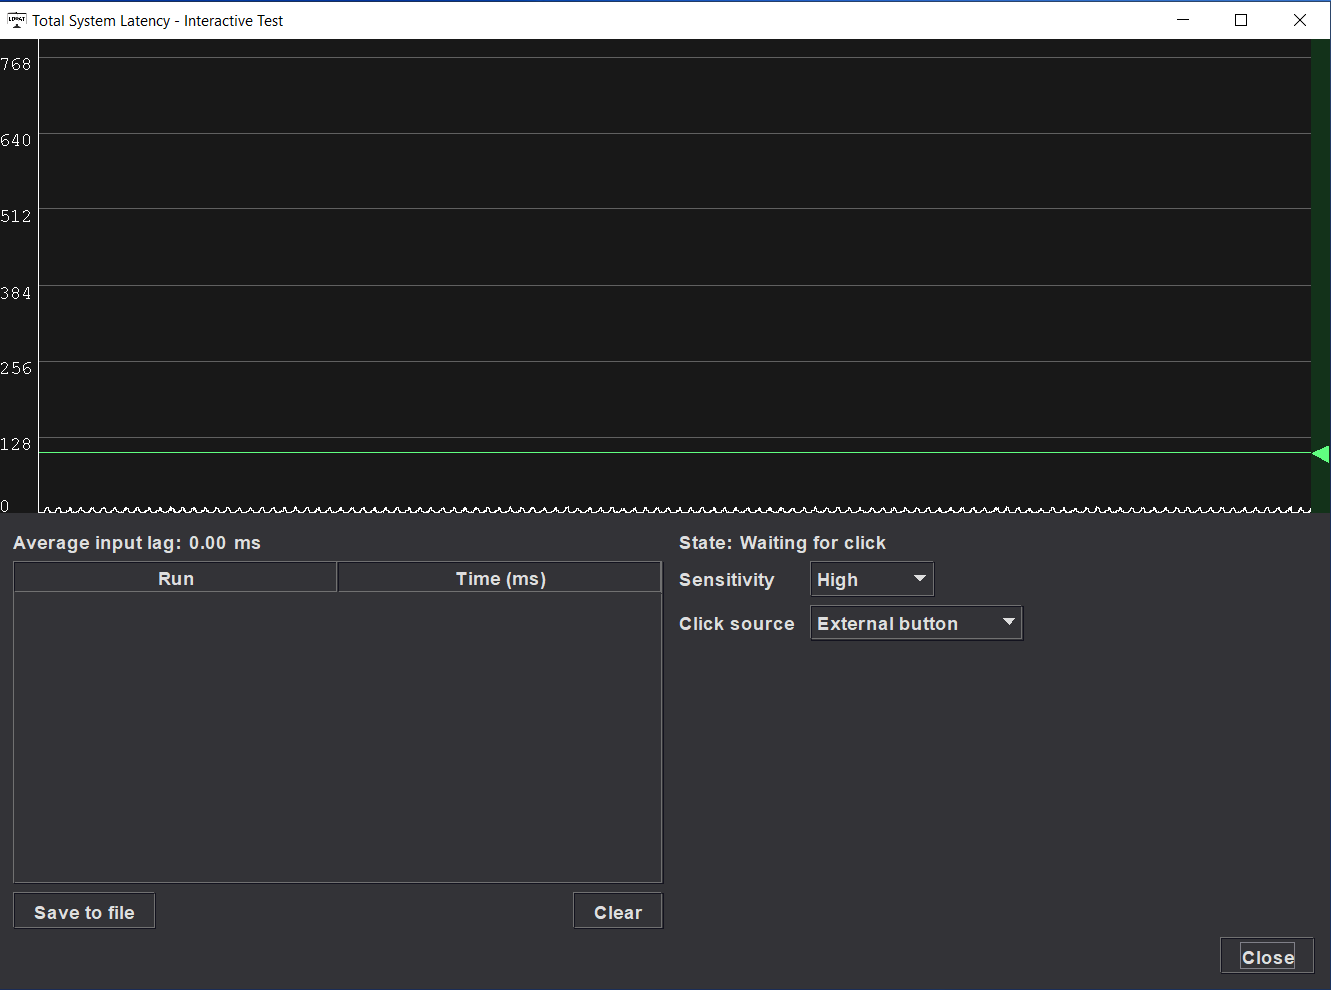 LDAT
Total System Latency - Interactive Test
768
640
512
384
256
128
0
Average input lag: 0.00 ms
State: Waiting for click
Run
Time (ms)
Sensitivity
High
Click source
External button
Save to file
Clear
Close